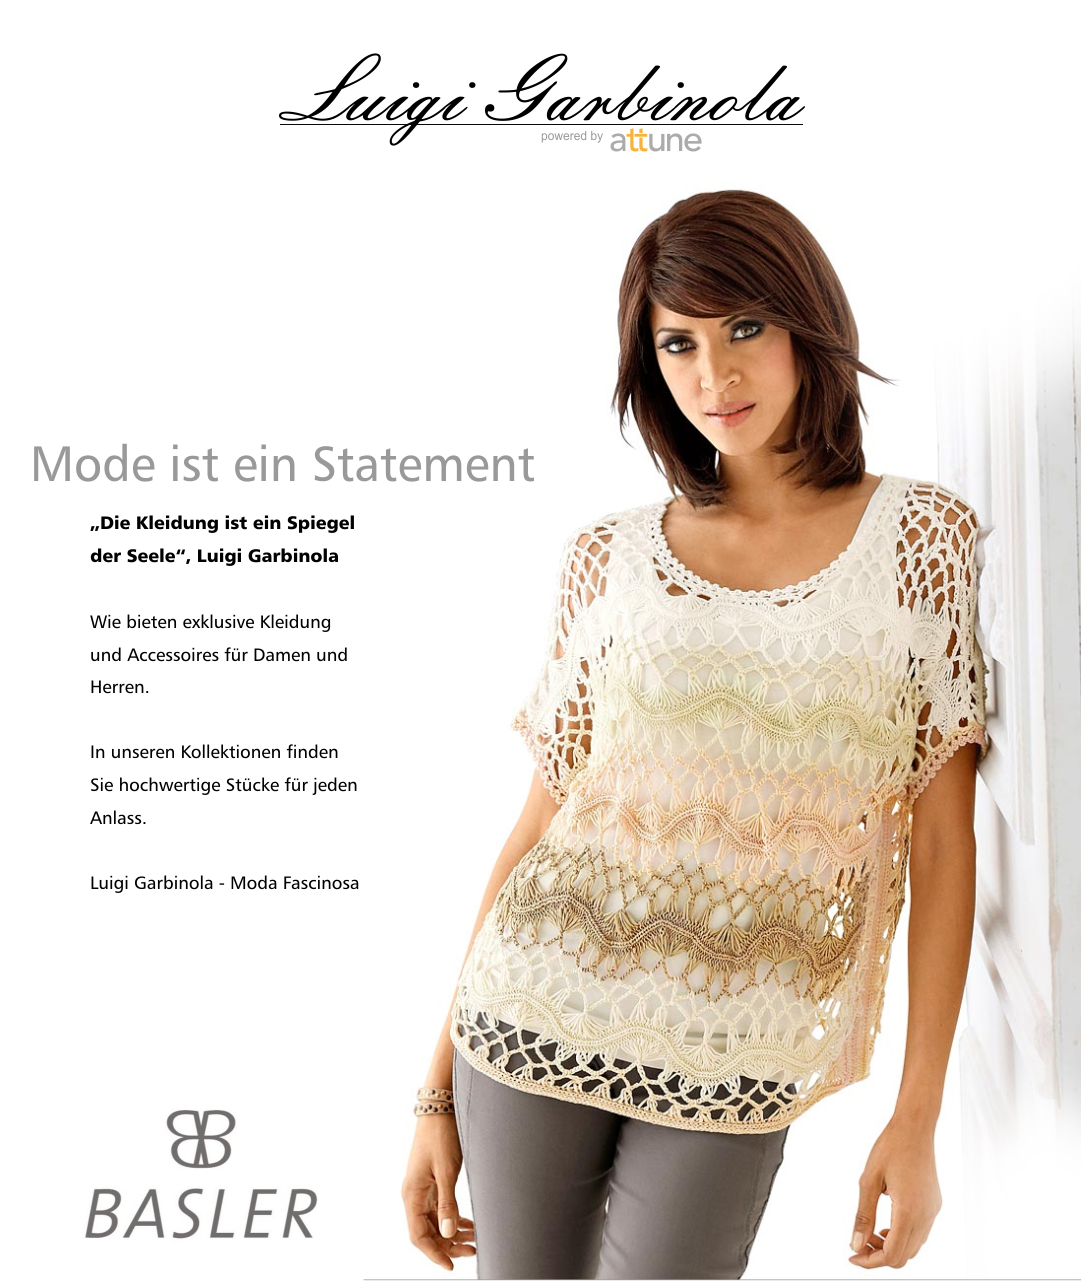 Luigi Garbinola
powered by attune
Mode ist ein Statement
„Die Kleidung ist ein Spiegel
der Seele“, Luigi Garbinola
Wie bieten exklusive Kleidung
und Accessoires für Damen und
Herren.
In unseren Kollektionen finden
Sie hochwertige Stücke für jeden
Anlass.
Luigi Garbinola - Moda Fascinosa
BASLER